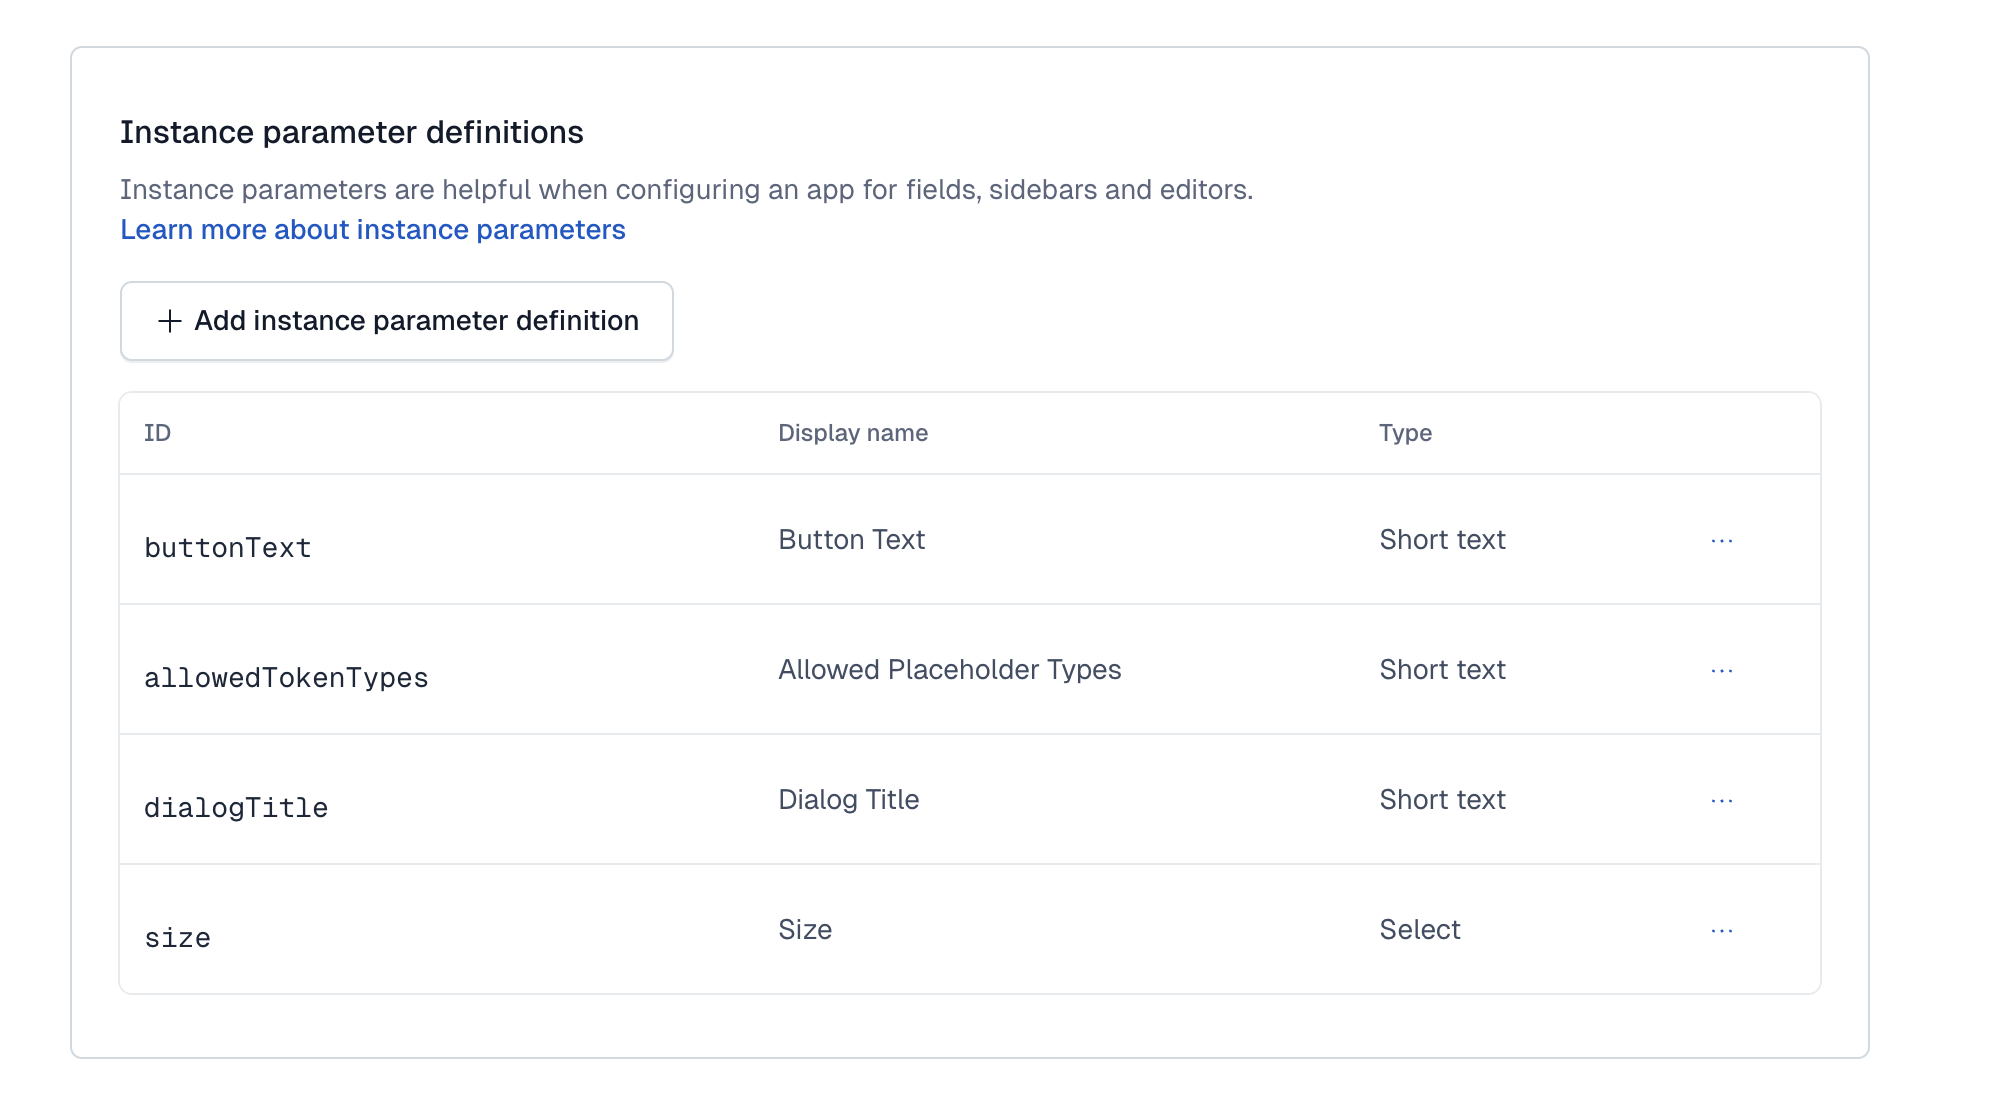 Instance parameter definitions
Instance parameters are helpful when configuring an app for fields, sidebars and editors.
Learn more about instance parameters
+ Add instance parameter definition
ID Display name Type
buttonText Button Text Short text ...
allowedTokenTypes Allowed Placeholder Types Short text ...
dialogTitle Dialog Title Short text ...
size Size Select ...